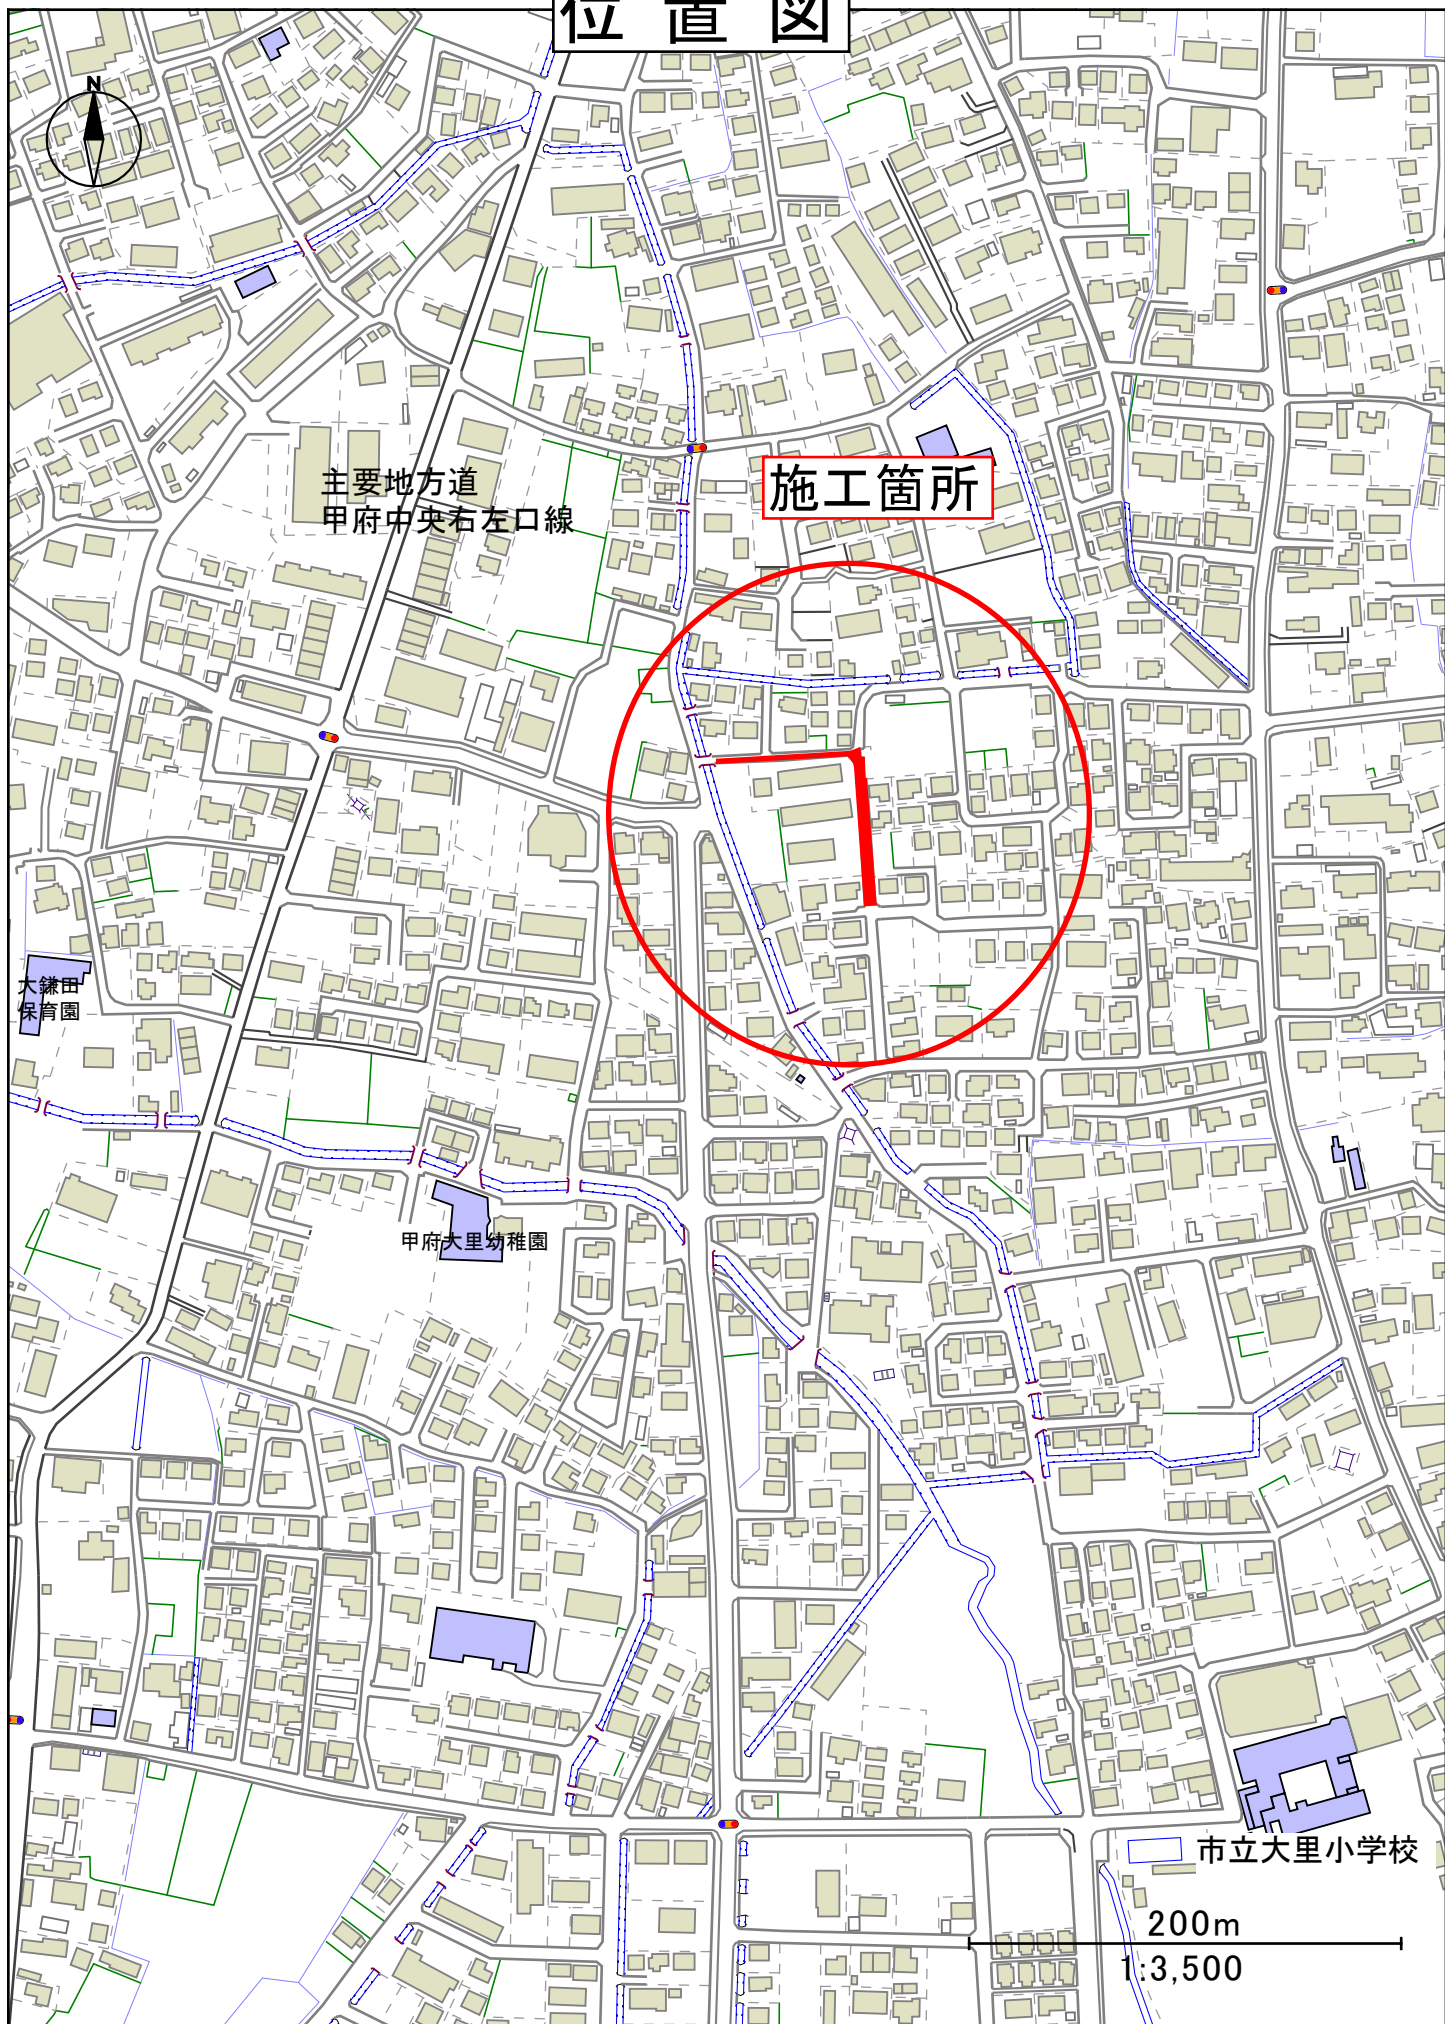 位置図
N
主要地方道
甲府中央右左口線
施工箇所
大鎌田
保育園
甲府大里幼稚園
市立大里小学校
200m
1:3,500